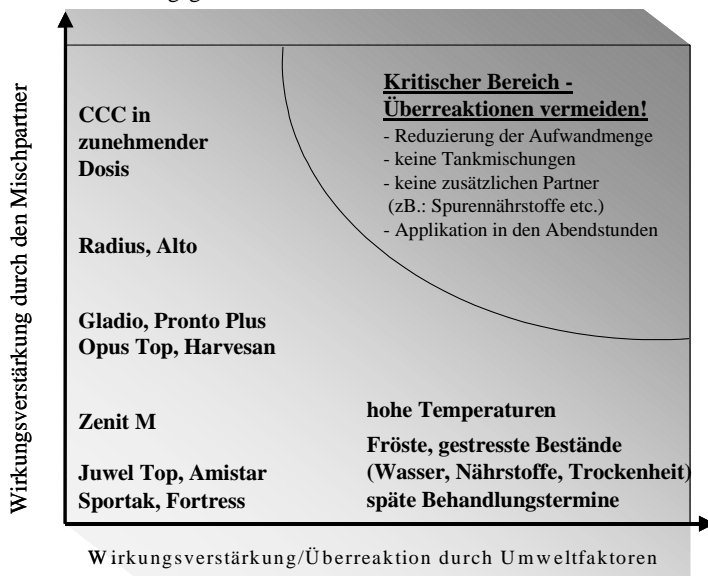 Wirkungsverstärkung durch den Mischpartner
CCC in
zunehmender
Dosis
Radius, Alto
Gladio, Pronto Plus
Opus Top, Harvesan
Zenit M
Juwel Top, Amistar
Sportak, Fortress
Kritischer Bereich -
Überreaktionen vermeiden!
- Reduzierung der Aufwandmenge
- keine Tankmischungen
- keine zusätzlichen Partner
(zB.: Spurennährstoffe etc.)
- Applikation in den Abendstunden
hohe Temperaturen
Fröste, gestresste Bestände
(Wasser, Nährstoffe, Trockenheit)
späte Behandlungstermine
Wirkungsverstärkung/Überreaktion durch Umweltfaktoren